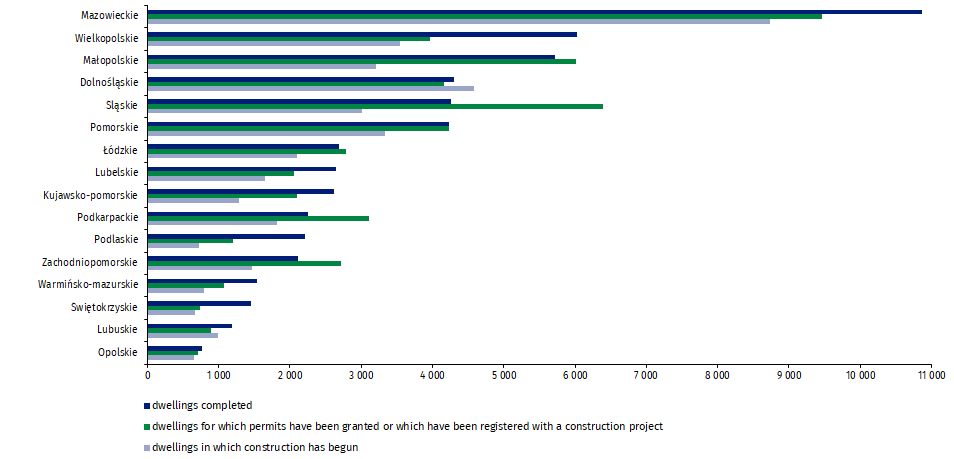 Mazowieckie
Wielkopolskie
Małopolskie
Dolnośląskie
Śląskie
Pomorskie
Łódzkie
Lubelskie
Kujawsko-pomorskie
Podkarpackie
Podlaskie
Zachodniopomorskie
Warmińsko-mazurskie
Świętokrzyskie
Lubuskie
Opolskie
0 1 000 2 000 3 000 4 000 5 000 6 000 7 000 8 000 9 000 10 000 11 000
dwellings completed
dwellings for which permits have been granted or which have been registered with a construction project
dwellings in which construction has begun